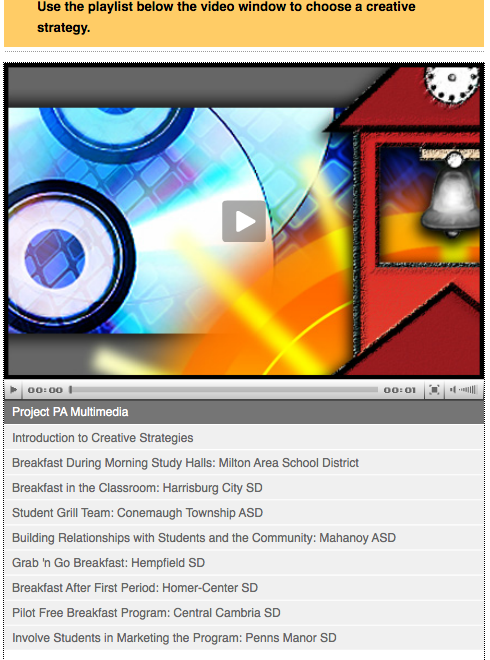 Use the playlist below the video window to choose a creative
strategy.
00:00
00:01
Project PA Multimedia
Introduction to Creative Strategies
Breakfast During Morning Study Halls: Milton Area School District
Breakfast in the Classroom: Harrisburg City SD
Student Grill Team: Conemaugh Township ASD
Building Relationships with Students and the Community: Mahanoy ASD
Grab 'n Go Breakfast: Hempfield SD
Breakfast After First Period: Homer-Center SD
Pilot Free Breakfast Program: Central Cambria SD
Involve Students in Marketing the Program: Penns Manor SD